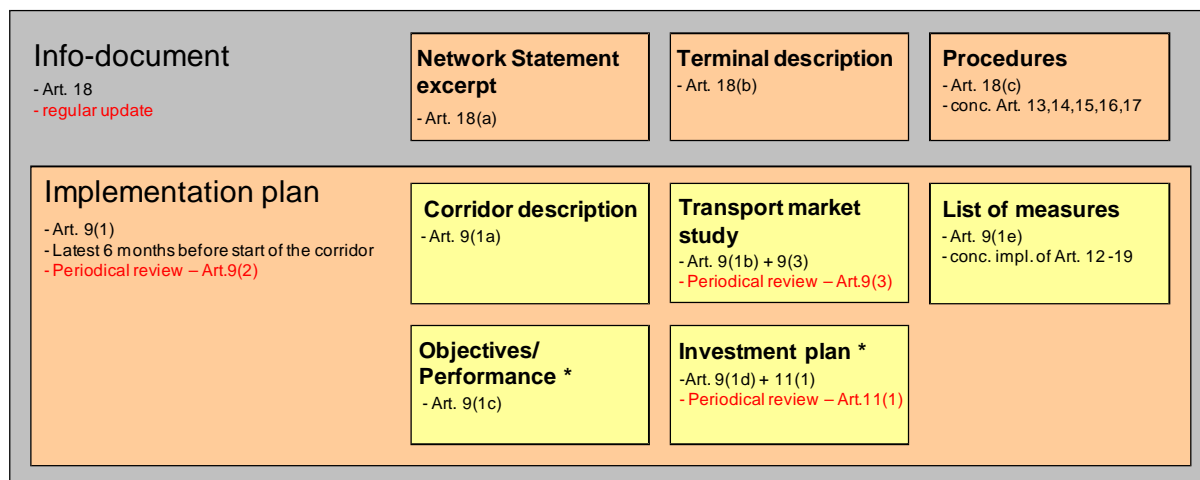 Info-document
- Art. 18
- regular update
Network Statement
excerpt
- Art. 18(a)
Terminal description
- Art. 18(b)
Procedures
- Art. 18(c)
- conc. Art. 13,14,15,16,17
Implementation plan
- Art. 9(1)
- Latest 6 months before start of the corridor
- Periodical review – Art.9(2)
Corridor description
- Art. 9(1a)
Transport market
study
- Art. 9(1b) + 9(3)
- Periodical review – Art.9(3)
List of measures
- Art. 9(1e)
- conc. impl. of Art. 12-19
Objectives/
Performance *
- Art. 9(1c)
Investment plan *
-Art. 9(1d) + 11(1)
- Periodical review – Art.11(1)